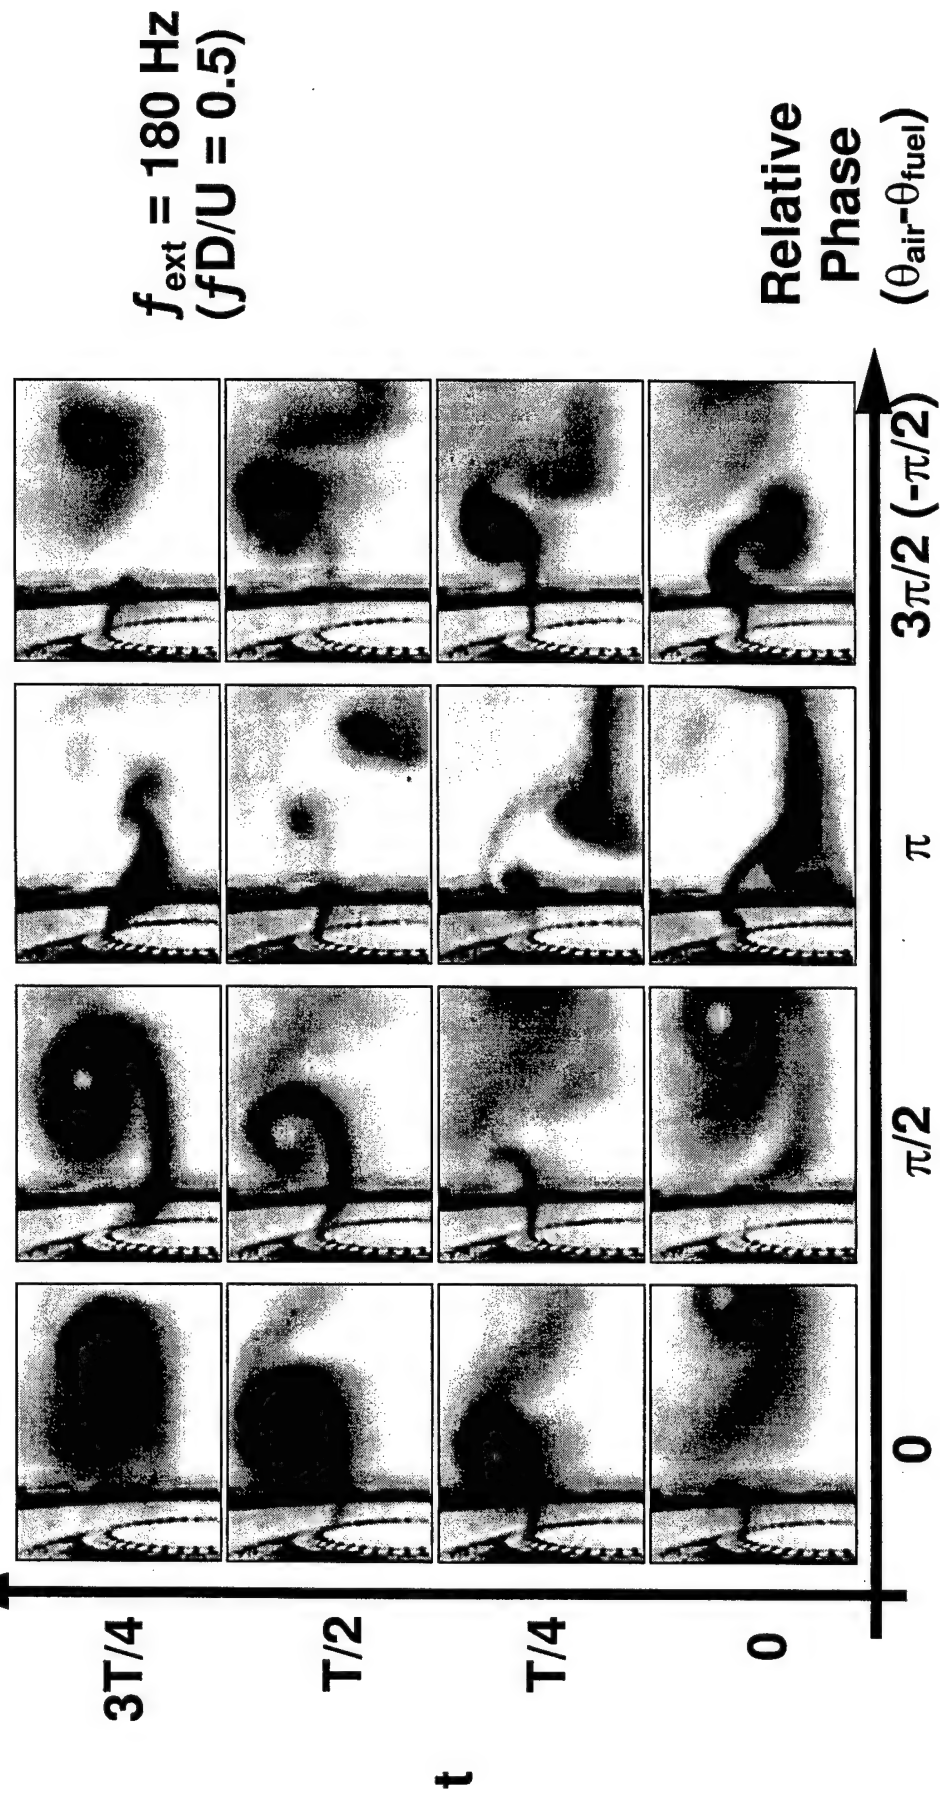 f_ext = 180 Hz
(fD/U = 0.5)
t
3T/4
T/2
T/4
0
0
π/2
π
3π/2 (-π/2)
Relative
Phase
(θ_air-θ_fuel)